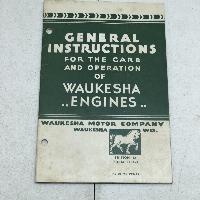 GENERAL
INSTRUCTIONS
FOR THE CARE
AND OPERATION
OF
WAUKESHA
..ENGINES..
WAUKESHA MOTOR COMPANY
WAUKESHA WIS.